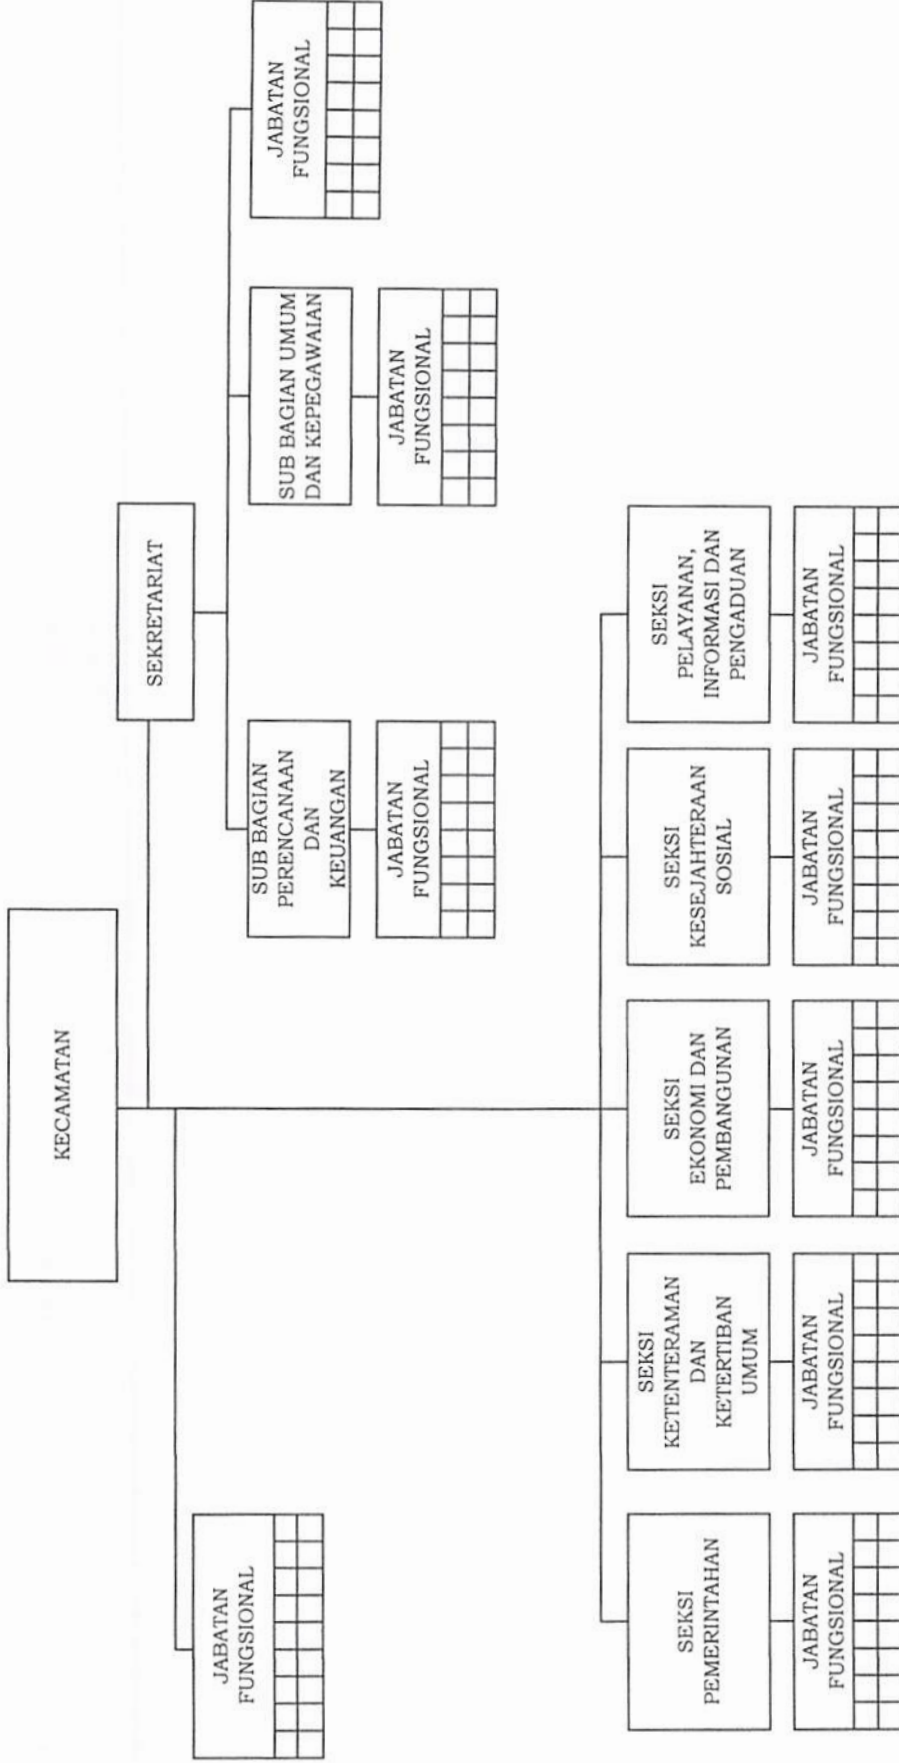 KECAMATAN
SEKRETARIAT
JABATAN
FUNGSIONAL
SUB BAGIAN
PERENCANAAN
DAN
KEUANGAN
SUB BAGIAN UMUM
DAN KEPEGAWAIAN
JABATAN
FUNGSIONAL
JABATAN
FUNGSIONAL
JABATAN
FUNGSIONAL
SEKSI
PEMERINTAHAN
SEKSI
KETENTERAMAN
DAN
KETERTIBAN
UMUM
SEKSI
EKONOMI DAN
PEMBANGUNAN
SEKSI
KESEJAHTERAAN
SOSIAL
SEKSI
PELAYANAN,
INFORMASI DAN
PENGADUAN
JABATAN
FUNGSIONAL
JABATAN
FUNGSIONAL
JABATAN
FUNGSIONAL
JABATAN
FUNGSIONAL
JABATAN
FUNGSIONAL